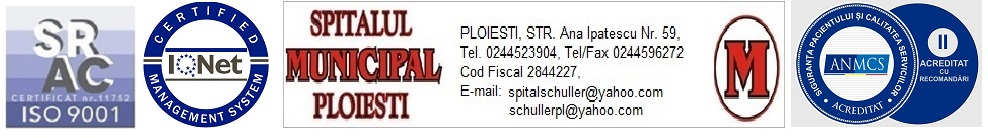 SR
AC
CERTIFICAT nr.11752
ISO 9001
CERTIFIED
IQNet
MANAGEMENT SYSTEM
SPITALUL
MUNICIPAL
PLOIESTI
PLOIESTI, STR. Ana Ipatescu Nr. 59,
Tel. 0244523904, Tel/Fax 0244596272
Cod Fiscal 2844227,
E-mail: spitalschuller@yahoo.com
schullerpl@yahoo.com
M
SIGURANȚA PACIENTULUI ȘI CALITATEA SERVICIILOR
ANMCS
ACREDITAT
II
ACREDITAT
CU
RECOMANDĂRI